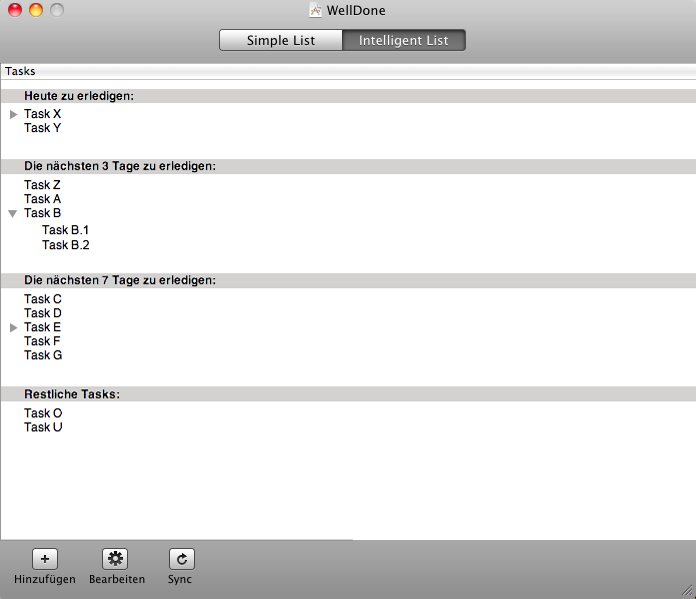 WellDone
Simple List
Intelligent List
Tasks
Heute zu erledigen:
Task X
Task Y
Die nächsten 3 Tage zu erledigen:
Task Z
Task A
Task B
Task B.1
Task B.2
Die nächsten 7 Tage zu erledigen:
Task C
Task D
Task E
Task F
Task G
Restliche Tasks:
Task O
Task U
Hinzufügen
Bearbeiten
Sync